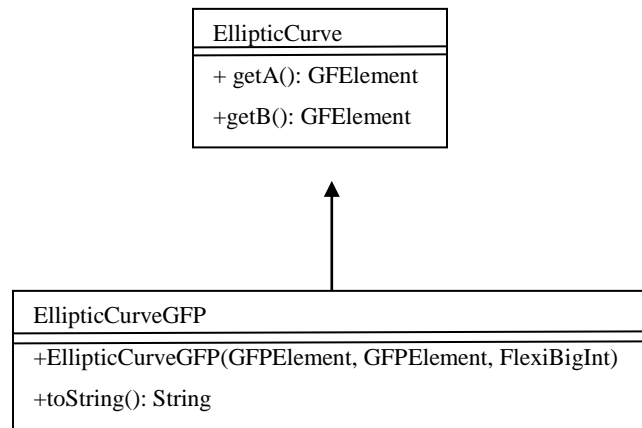 EllipticCurve
+ getA(): GFElement
+getB(): GFElement
EllipticCurveGFP
+EllipticCurveGFP(GFPElement, GFPElement, FlexiBigInt)
+toString(): String